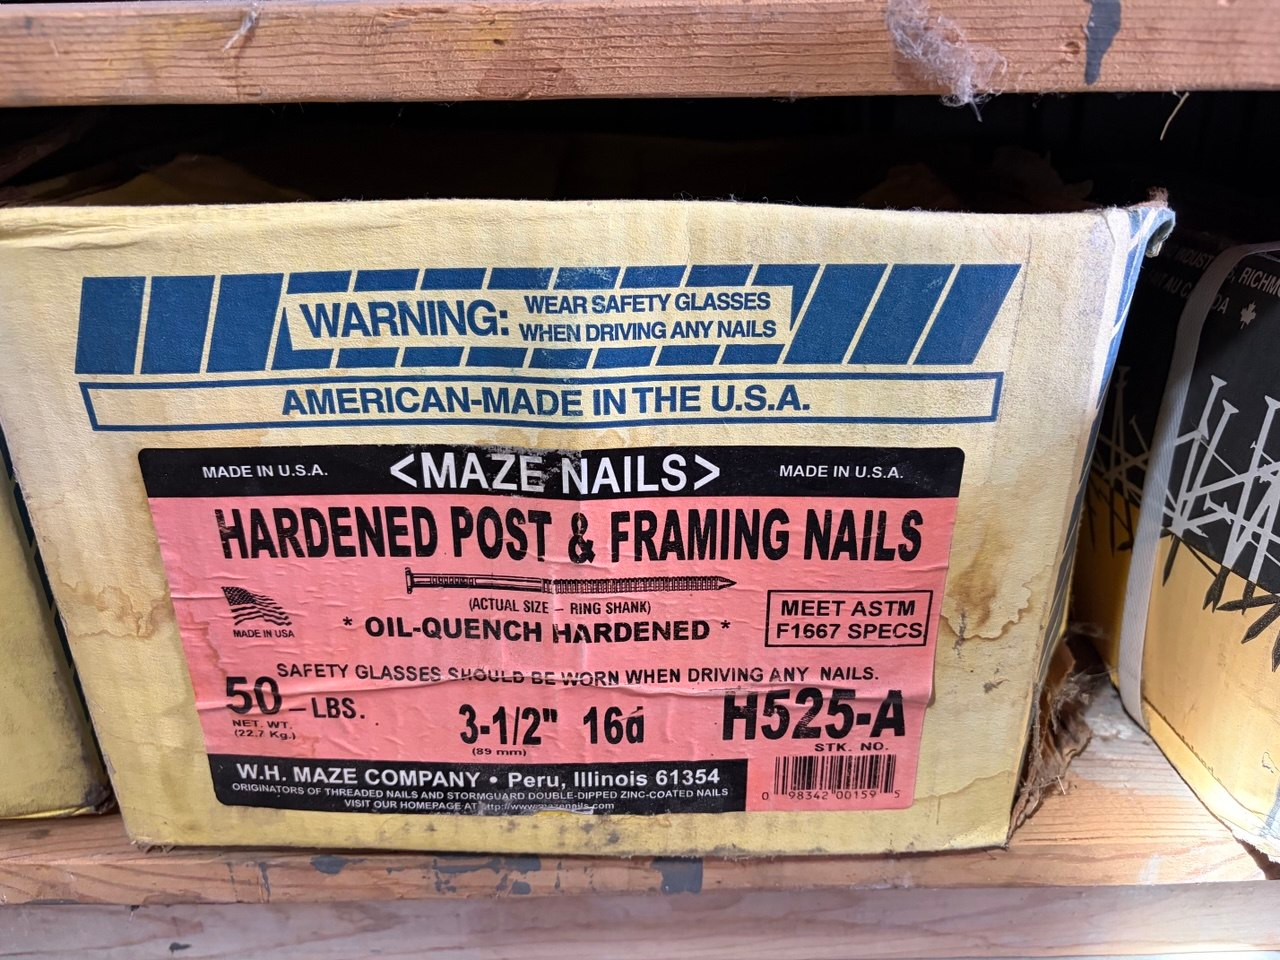 WARNING: WEAR SAFETY GLASSES
WHEN DRIVING ANY NAILS
AMERICAN-MADE IN THE U.S.A.
MADE IN U.S.A. <MAZE NAILS> MADE IN U.S.A.
HARDENED POST & FRAMING NAILS
(ACTUAL SIZE – RING SHANK)
MADE IN USA
* OIL-QUENCH HARDENED *
MEET ASTM
F1667 SPECS
SAFETY GLASSES SHOULD BE WORN WHEN DRIVING ANY NAILS.
50 – LBS.
NET. WT.
(22.7 Kg.)
3-1/2" 16d
(89 mm)
H525-A
STK. NO.
W.H. MAZE COMPANY • Peru, Illinois 61354
ORIGINATORS OF THREADED NAILS AND STORMGUARD DOUBLE-DIPPED ZINC-COATED NAILS
VISIT OUR HOMEPAGE AT http://www.mazenails.com
0 98342 00159 5